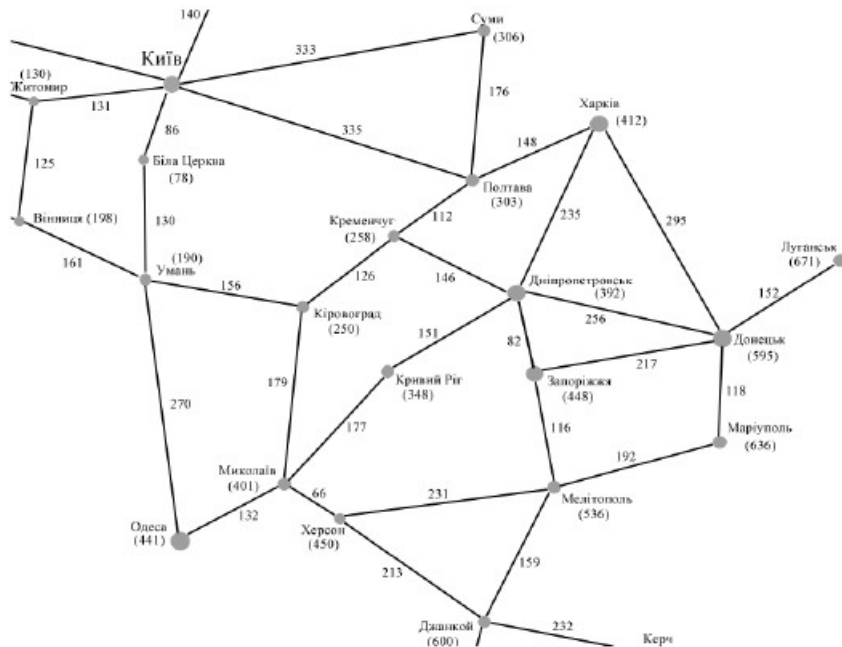 140
Суми
(306)
333
Київ
(130)
Житомир
131
176
Харків
(412)
86
335
148
125
Біла Церква
(78)
Полтава
(303)
235
295
112
Вінниця (198)
130
Кременчуг
(258)
Луганськ
(671)
161
(190)
Умань
126
146
Дніпропетровськ
(392)
152
156
Кіровоград
(250)
256
151
82
Донецьк
(595)
217
179
Кривий Ріг
(348)
Запоріжжя
(448)
118
270
177
116
Маріуполь
(636)
192
Миколаїв
(401)
66
231
Мелітополь
(536)
132
Одеса
(441)
Херсон
(450)
213
159
Джанкой
(600)
232
Керч